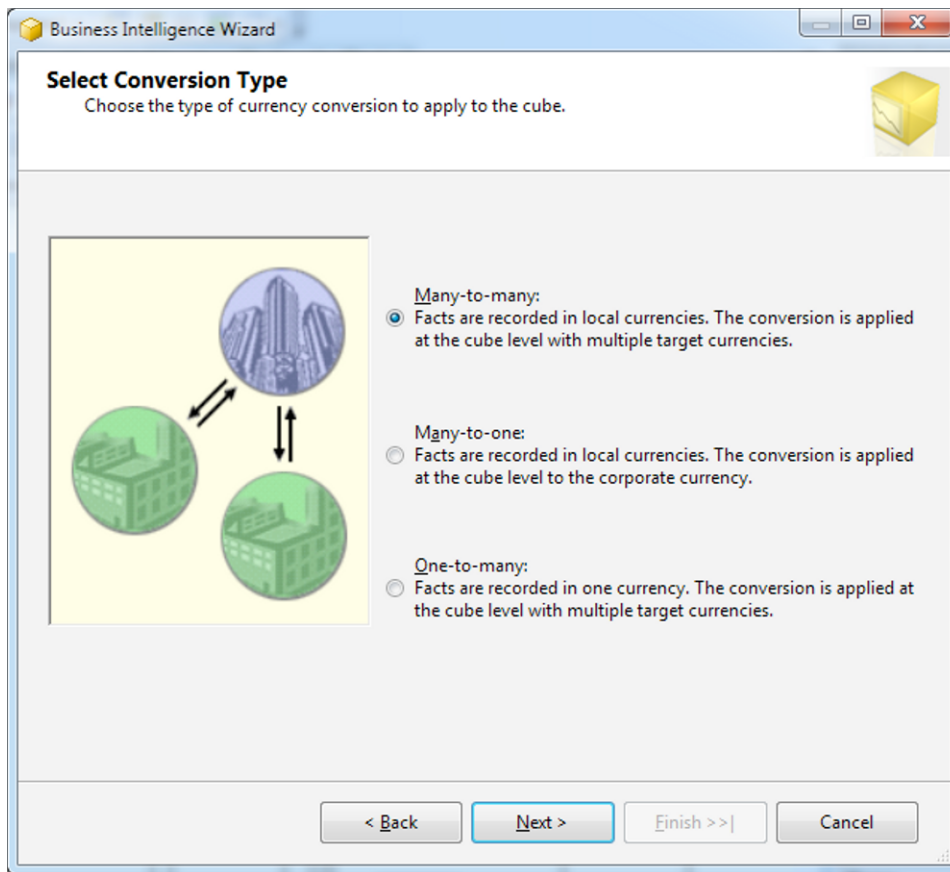 Business Intelligence Wizard
Select Conversion Type
Choose the type of currency conversion to apply to the cube.
Many-to-many:
Facts are recorded in local currencies. The conversion is applied
at the cube level with multiple target currencies.
Many-to-one:
Facts are recorded in local currencies. The conversion is applied
at the cube level to the corporate currency.
One-to-many:
Facts are recorded in one currency. The conversion is applied at
the cube level with multiple target currencies.
< Back
Next >
Finish >>|
Cancel